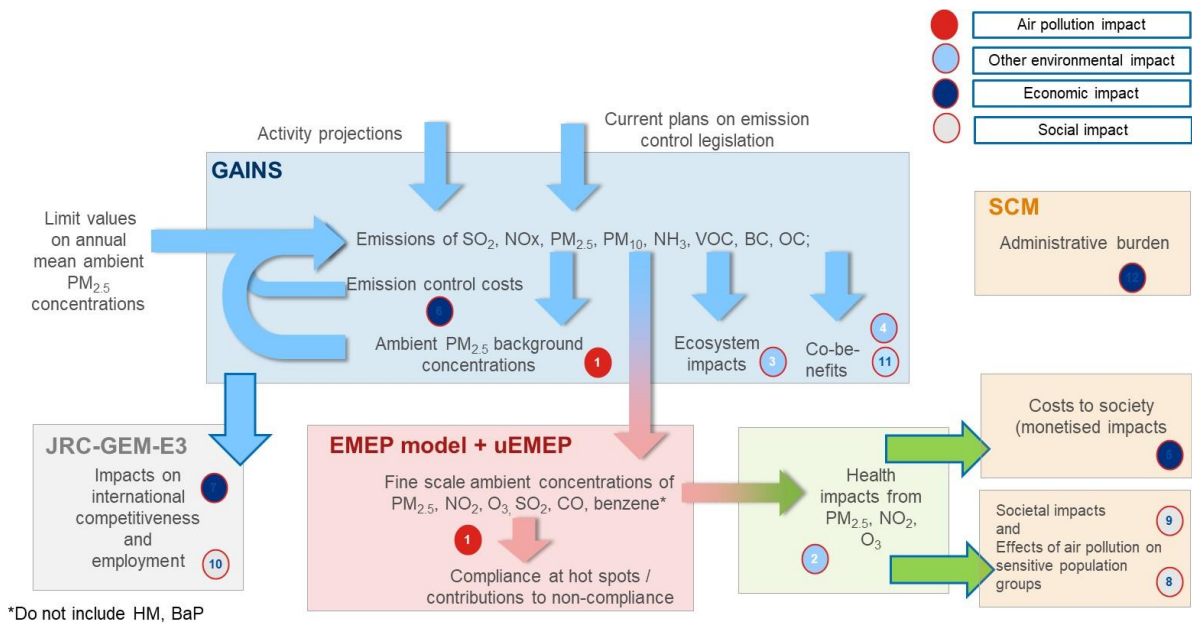 Air pollution impact
Other environmental impact
Economic impact
Social impact
Activity projections
Current plans on emission
control legislation
GAINS
Limit values
on annual
mean ambient
PM2.5
concentrations
Emissions of SO2, NOx, PM2.5, PM10, NH3, VOC, BC, OC;
Emission control costs
6
Ambient PM2.5 background
concentrations
1
Ecosystem
impacts
3
4
Co-be-
nefits
11
SCM
Administrative burden
12
JRC-GEM-E3
Impacts on
international
competitiveness
and
employment
7
10
EMEP model + uEMEP
Fine scale ambient concentrations of
PM2.5, NO2, O3, SO2, CO, benzene*
1
Compliance at hot spots /
contributions to non-compliance
Health
impacts from
PM2.5, NO2,
O3
2
Costs to society
(monetised impacts
5
Societal impacts
and
Effects of air pollution on
sensitive population
groups
9
8
*Do not include HM, BaP